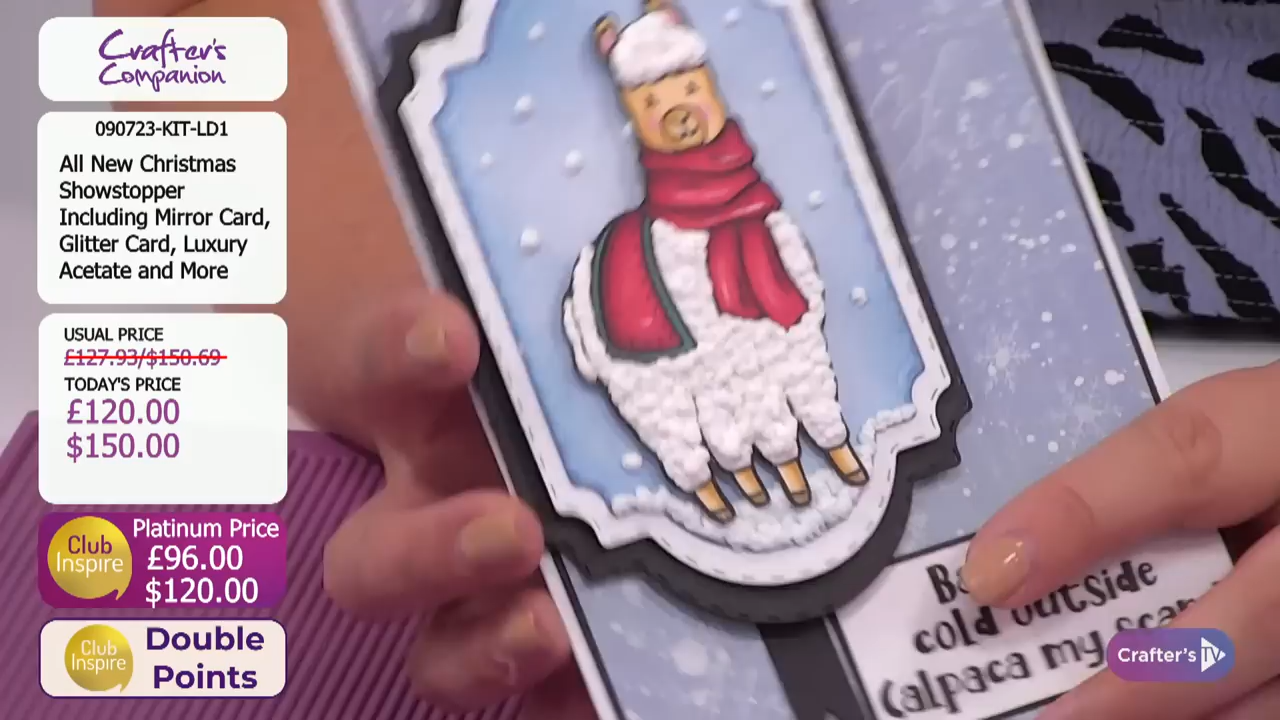 Crafter's
Companion
090723-KIT-LD1
All New Christmas
Showstopper
Including Mirror Card,
Glitter Card, Luxury
Acetate and More
USUAL PRICE
£127.93/$150.69
TODAY'S PRICE
£120.00
$150.00
Club
Inspire
Platinum Price
£96.00
$120.00
Club
Inspire
Double
Points
cold outside
alpaca my
Crafter's TV